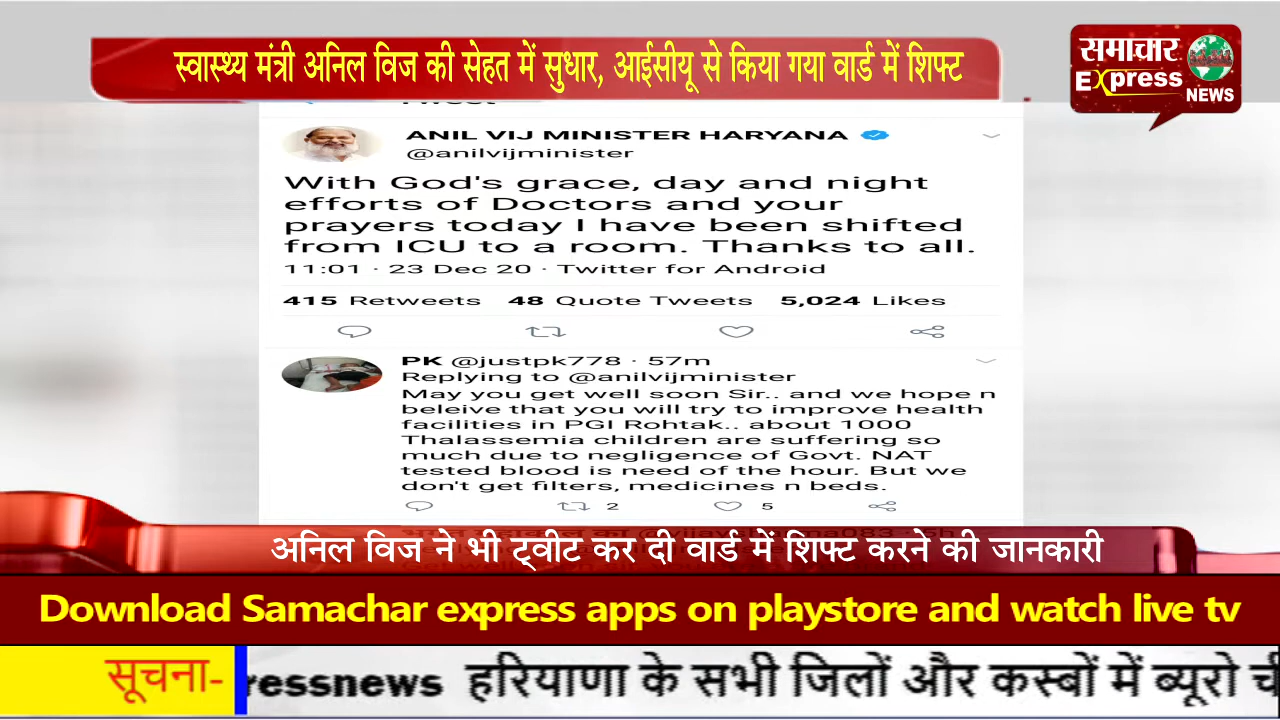 स्वास्थ्य मंत्री अनिल विज की सेहत में सुधार, आईसीयू से किया गया वार्ड में शिफ्ट
समाचार
Express
NEWS
Tweet
ANIL VIJ MINISTER HARYANA
@anilvijminister
With God's grace, day and night
efforts of Doctors and your
prayers today I have been shifted
from ICU to a room. Thanks to all.
11:01 · 23 Dec 20 · Twitter for Android
415 Retweets 48 Quote Tweets 5,024 Likes
PK @justpk778 · 57m
Replying to @anilvijminister
May you get well soon Sir.. and we hope n
beleive that you will try to improve health
facilities in PGI Rohtak.. about 1000
Thalassemia children are suffering so
much due to negligence of Govt. NAT
tested blood is need of the hour. But we
don't get filters, medicines n beds.
2 5
अनिल विज ने भी ट्वीट कर दी वार्ड में शिफ्ट करने की जानकारी
Download Samachar express apps on playstore and watch live tv
सूचना- ressnews हरियाणा के सभी जिलों और कस्बों में ब्यूरो ची